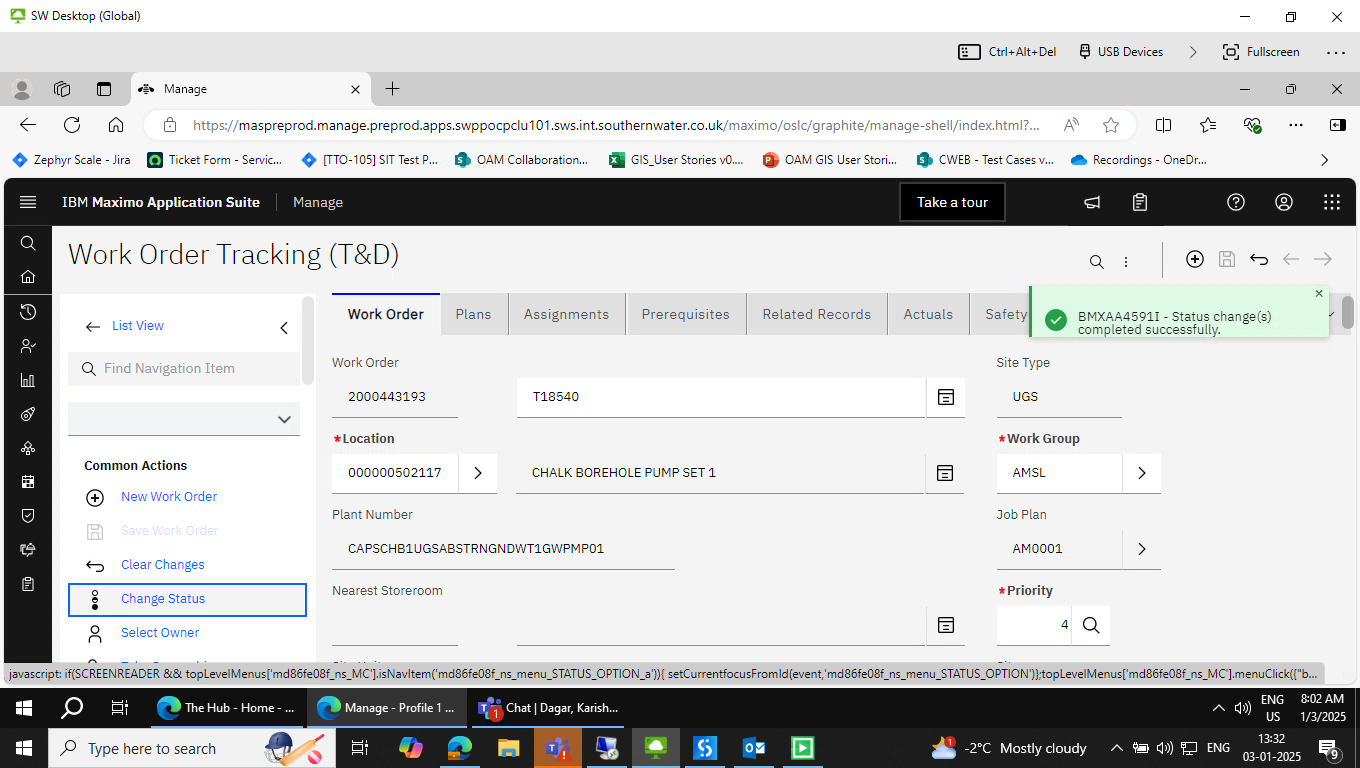 SW Desktop (Global)
Ctrl+Alt+Del
USB Devices
Fullscreen
Manage
https://maspreprod.manage.preprod.apps.swppocpclu101.sws.int.southernwater.co.uk/maximo/oslc/graphite/manage-shell/index.html?...
Zephyr Scale - Jira
Ticket Form - Servic...
[TTO-105] SIT Test P...
OAM Collaboration...
GIS_User Stories v0....
OAM GIS User Stori...
CWEB - Test Cases v...
Recordings - OneDr...
IBM Maximo Application Suite
Manage
Take a tour
Work Order Tracking (T&D)
List View
Find Navigation Item
Common Actions
New Work Order
Save Work Order
Clear Changes
Change Status
Select Owner
Work Order
Plans
Assignments
Prerequisites
Related Records
Actuals
Safety
BMXAA4591I - Status change(s)
completed successfully.
Work Order
2000443193
T18540
Site Type
UGS
*Location
000000502117
CHALK BOREHOLE PUMP SET 1
*Work Group
AMSL
Plant Number
CAPSCHB1UGSABSTRNGNDWT1GWPMP01
Job Plan
AM0001
Nearest Storeroom
*Priority
4
javascript: if(SCREENREADER && topLevelMenus['md86fe08f_ns_MC'].isNavItem('md86fe08f_ns_menu_STATUS_OPTION_a')){ setCurrentfocusFromId(event,'md86fe08f_ns_menu_STATUS_OPTION')};topLevelMenus['md86fe08f_ns_MC'].menuClick({"b...
The Hub - Home - ...
Manage - Profile 1 ...
1
Chat | Dagar, Karish...
ENG
US
8:02 AM
1/3/2025
Type here to search
-2°C Mostly cloudy
ENG
13:32
03-01-2025
9